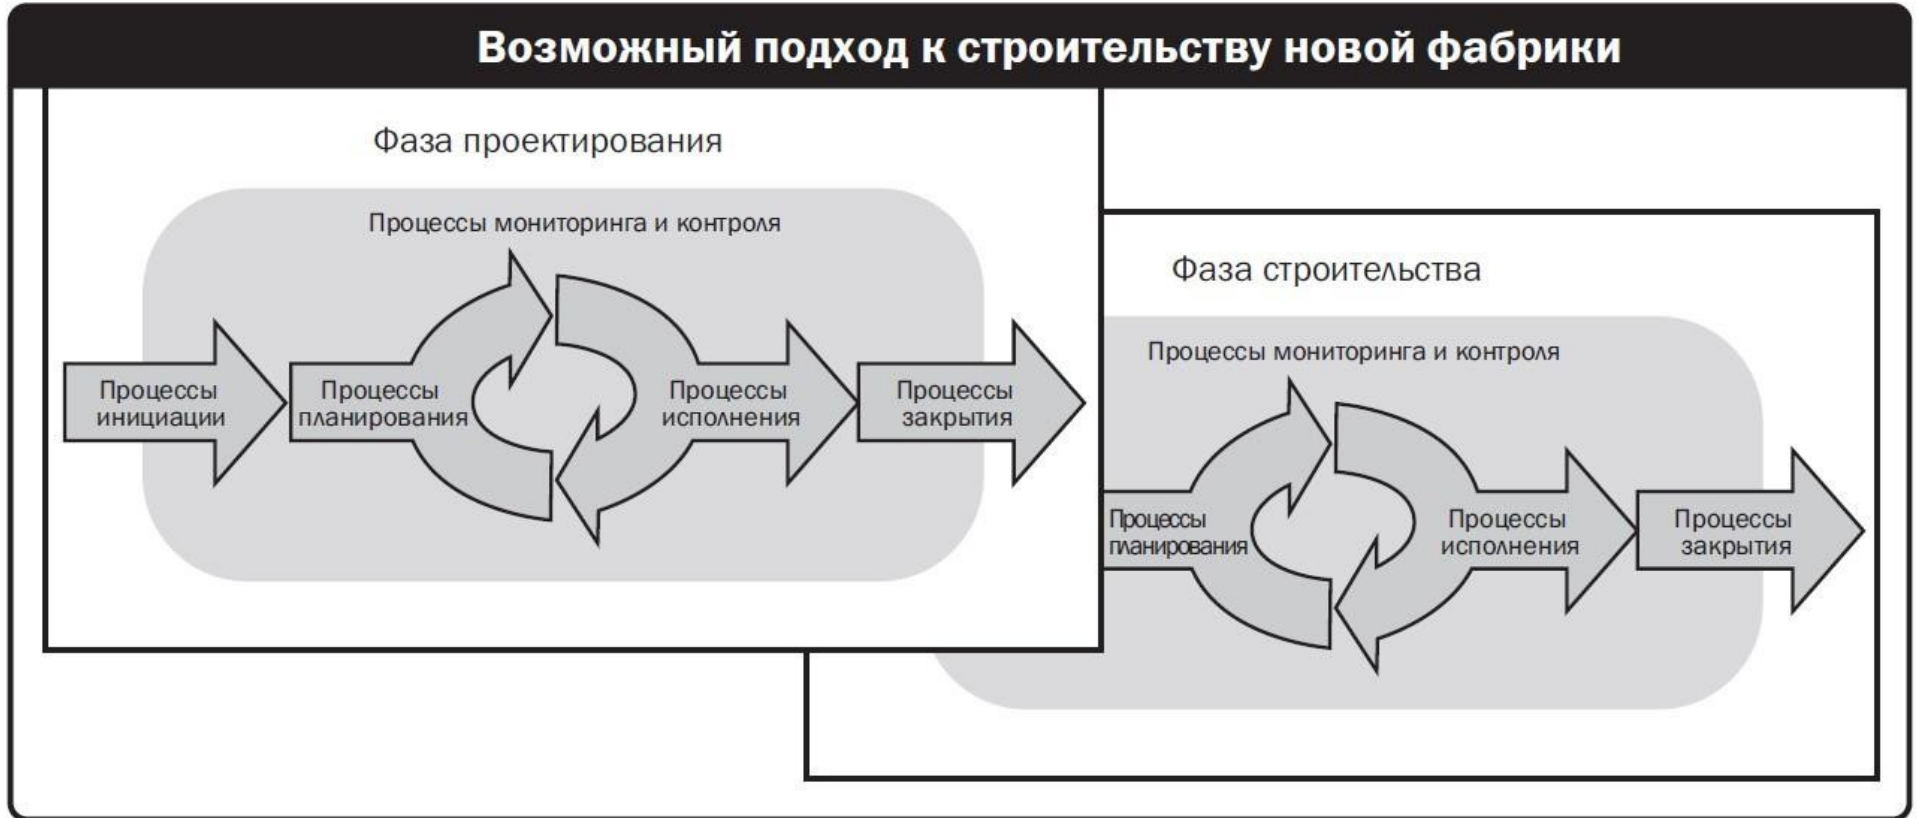 Возможный подход к строительству новой фабрики
Фаза проектирования
Процессы мониторинга и контроля
Процессы
инициации
Процессы
планирования
Процессы
исполнения
Процессы
закрытия
Фаза строительства
Процессы мониторинга и контроля
Процессы
планирования
Процессы
исполнения
Процессы
закрытия